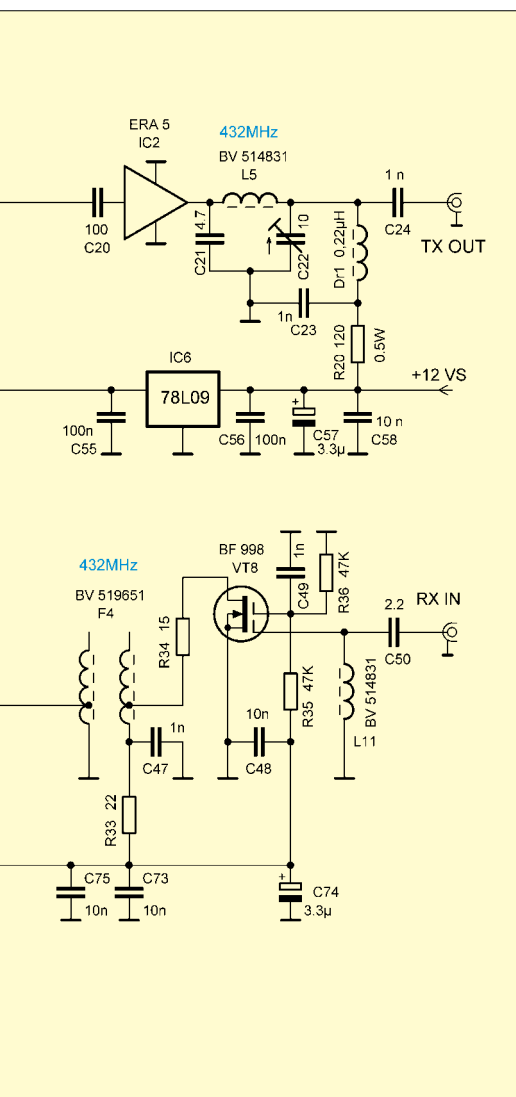 ERA 5
IC2
432MHz
BV 514831
L5
100
C20
4.7
C21
10
C22
Dr1 0,22µH
1 n
C24
TX OUT
1n
C23
R20 120
0.5W
IC6
78L09
+12 VS
100n
C55
C56
100n
+
C57
3.3µ
10 n
C58
432MHz
BV 519651
F4
BF 998
VT8
1n
C49
R36 47K
R34 15
2.2
C50
RX IN
R35 47K
BV 514831
L11
10n
C48
1n
C47
R33 22
C75
10n
C73
10n
+
C74
3.3µ